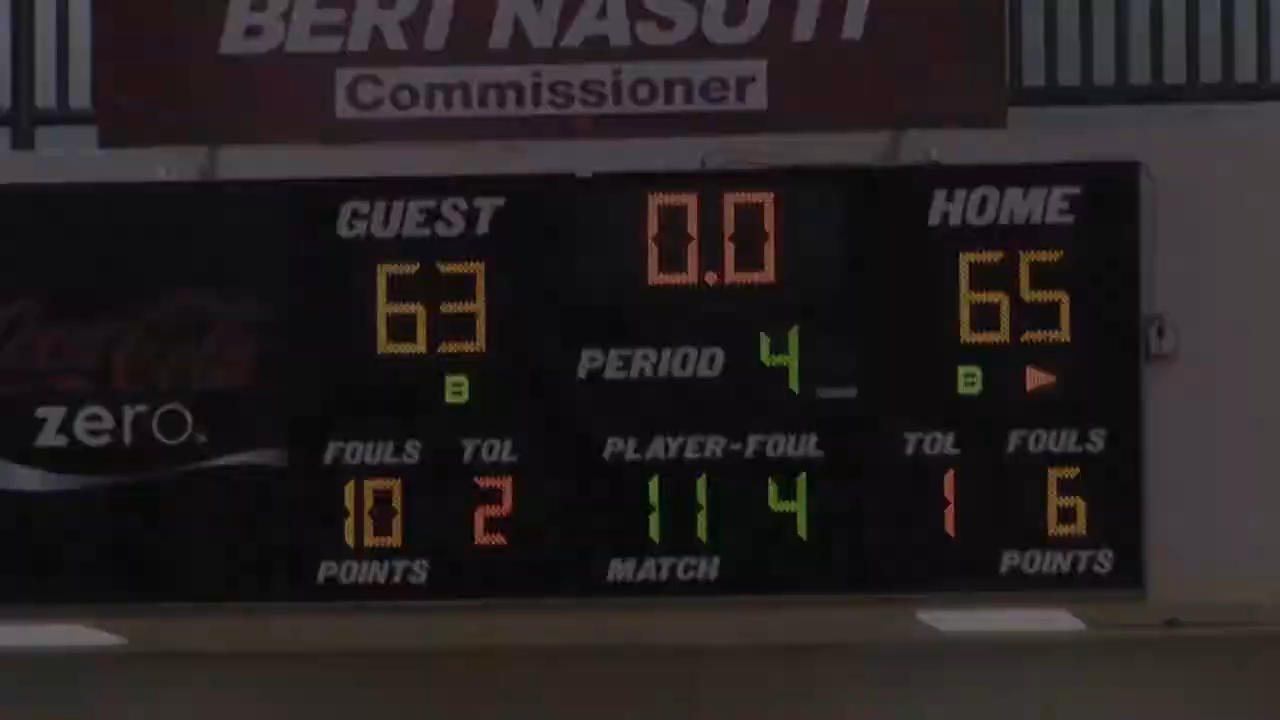 BERT NASUTI
Commissioner
GUEST 0.0 HOME
63 65
PERIOD 4
B B
zero.
FOULS TOL PLAYER-FOUL TOL FOULS
10 2 11 4 1 6
POINTS MATCH POINTS